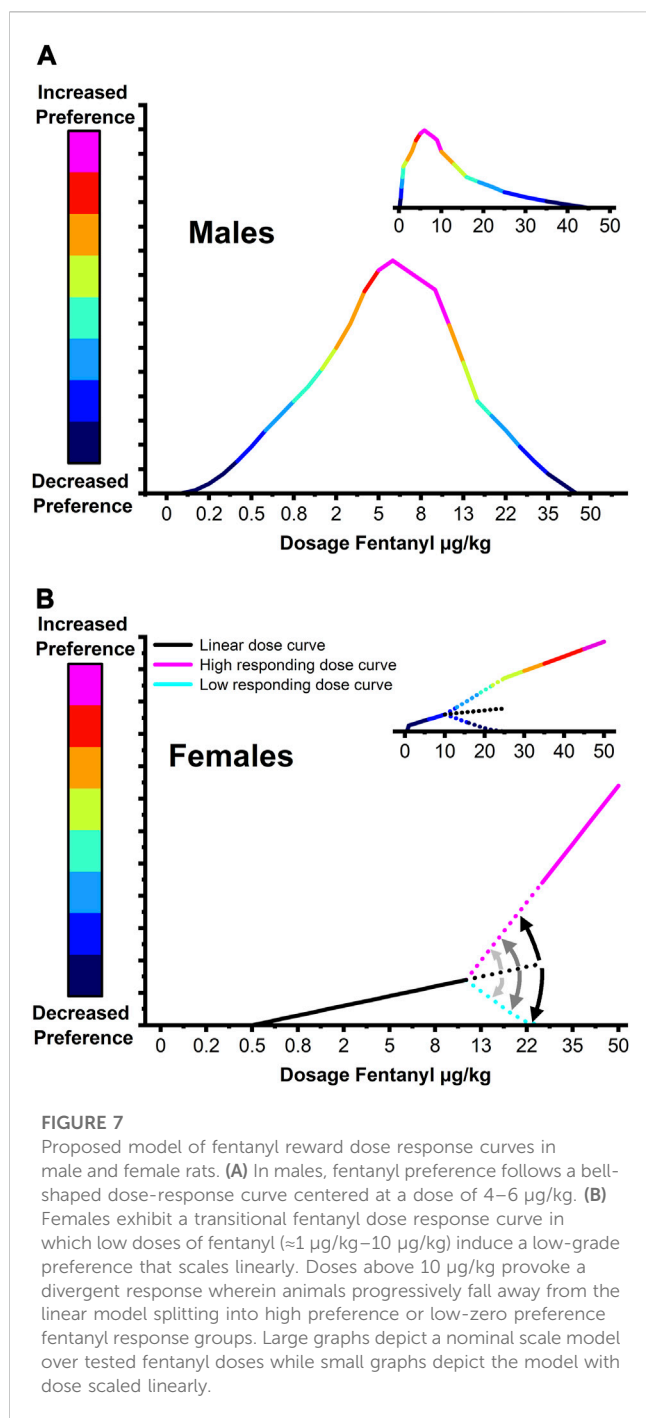 A
Increased
Preference
Males
0 10 20 30 40 50
Decreased
Preference
0 0.2 0.5 0.8 2 5 8 13 22 35 50
Dosage Fentanyl µg/kg
B
Increased
Preference
Linear dose curve
High responding dose curve
Low responding dose curve
Females
0 10 20 30 40 50
Decreased
Preference
0 0.2 0.5 0.8 2 5 8 13 22 35 50
Dosage Fentanyl µg/kg
FIGURE 7
Proposed model of fentanyl reward dose response curves in
male and female rats. (A) In males, fentanyl preference follows a bell-
shaped dose-response curve centered at a dose of 4–6 µg/kg. (B)
Females exhibit a transitional fentanyl dose response curve in
which low doses of fentanyl (≈1 µg/kg–10 µg/kg) induce a low-grade
preference that scales linearly. Doses above 10 µg/kg provoke a
divergent response wherein animals progressively fall away from the
linear model splitting into high preference or low-zero preference
fentanyl response groups. Large graphs depict a nominal scale model
over tested fentanyl doses while small graphs depict the model with
dose scaled linearly.